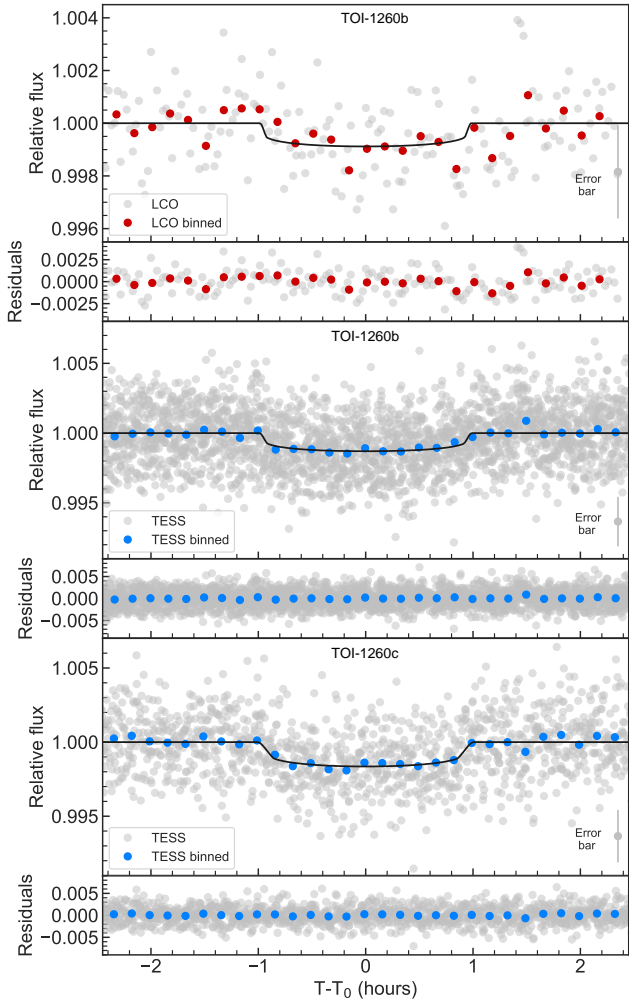 TOI-1260b
1.004
1.002
1.000
0.998
0.996
Relative flux
LCO
LCO binned
Error
bar
0.0025
0.0000
−0.0025
Residuals
TOI-1260b
1.005
1.000
0.995
Relative flux
TESS
TESS binned
Error
bar
0.005
0.000
−0.005
Residuals
TOI-1260c
1.005
1.000
0.995
Relative flux
TESS
TESS binned
Error
bar
0.005
0.000
−0.005
Residuals
−2 −1 0 1 2
T-T0 (hours)